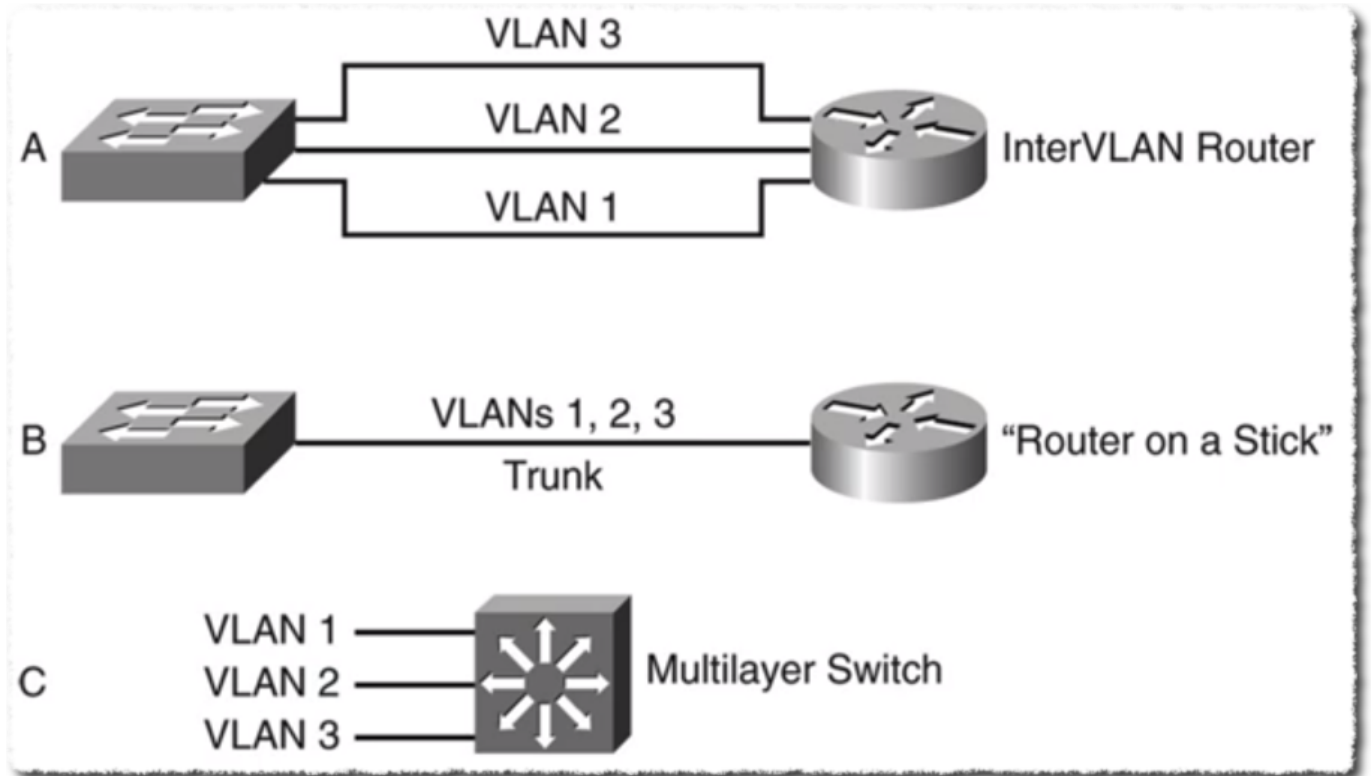 VLAN 3
VLAN 2
A
InterVLAN Router
VLAN 1
VLANs 1, 2, 3
B
“Router on a Stick”
Trunk
VLAN 1
C
VLAN 2
Multilayer Switch
VLAN 3